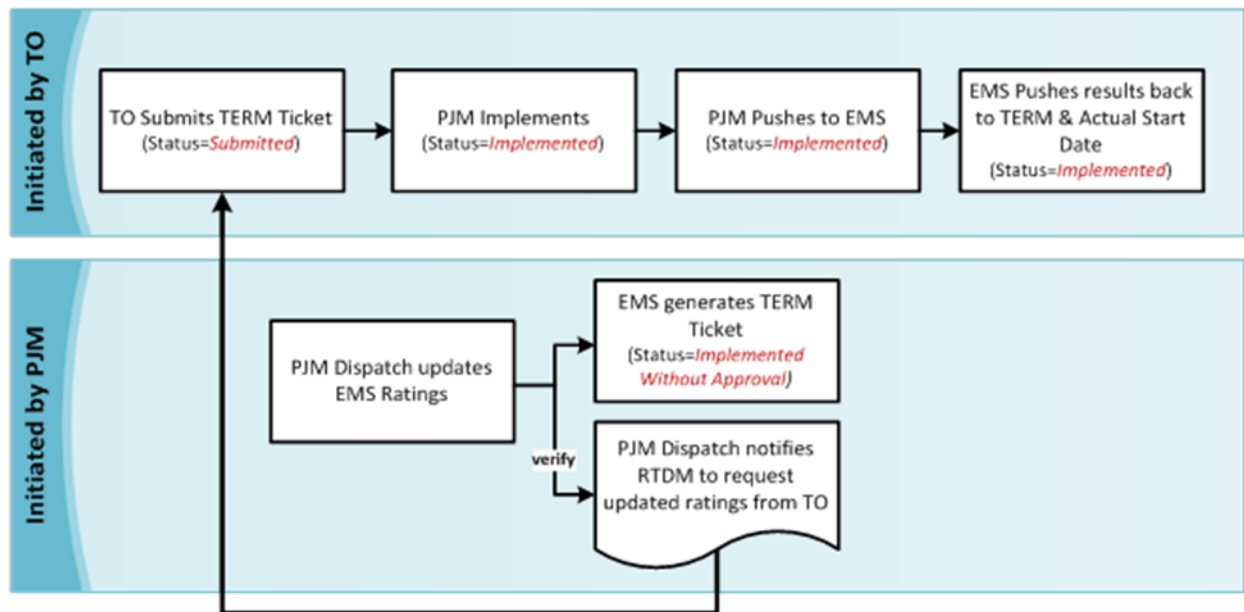 Initiated by TO
TO Submits TERM Ticket
(Status=Submitted)
PJM Implements
(Status=Implemented)
PJM Pushes to EMS
(Status=Implemented)
EMS Pushes results back
to TERM & Actual Start
Date
(Status=Implemented)
Initiated by PJM
PJM Dispatch updates
EMS Ratings
EMS generates TERM
Ticket
(Status=Implemented
Without Approval)
verify
PJM Dispatch notifies
RTDM to request
updated ratings from TO